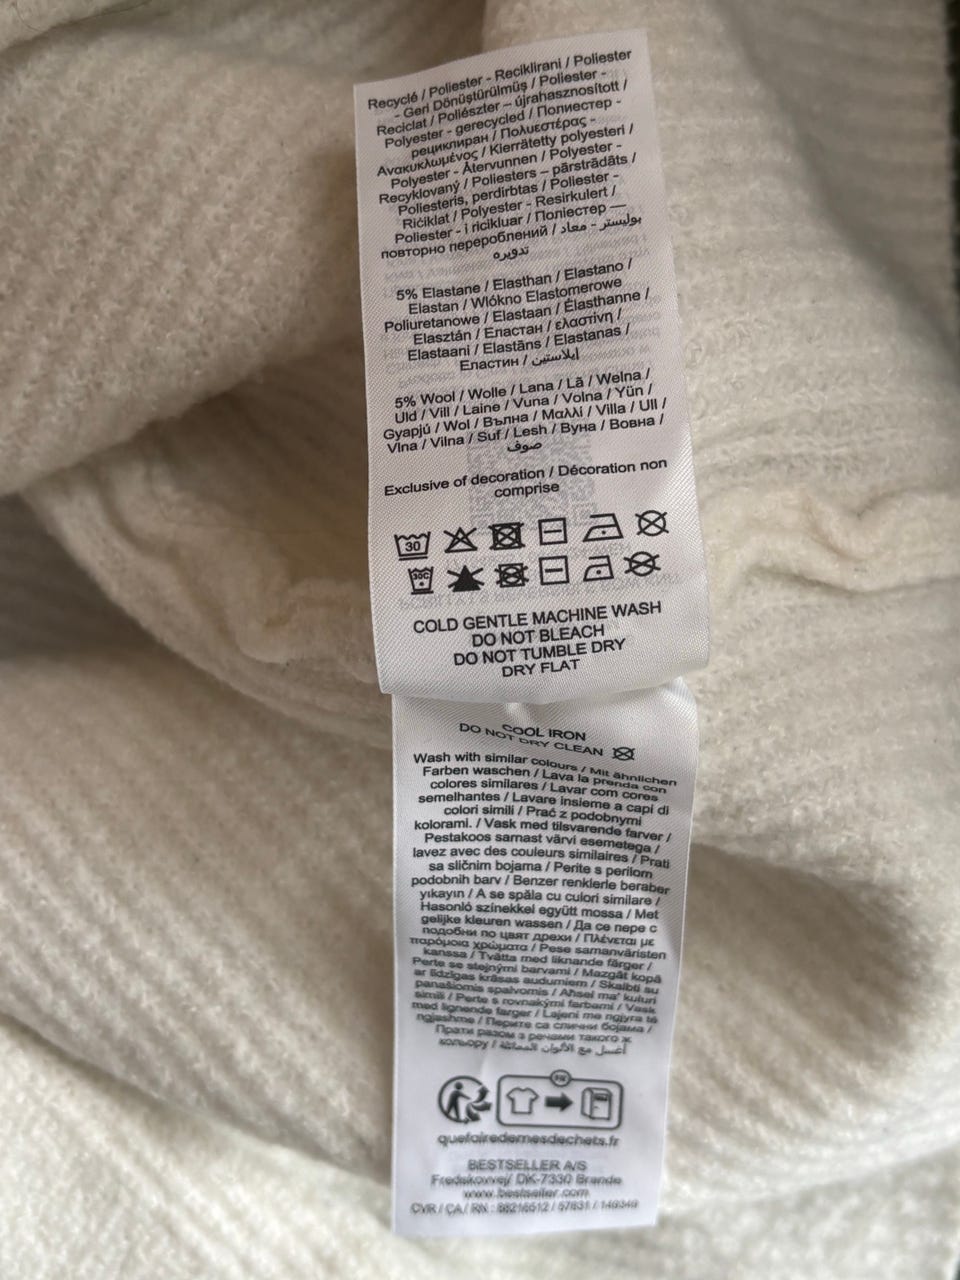 Recyclé / Poliester - Reciklirani / Poliester
- Geri Dönüştürülmüş / Poliester -
Reciclat / Poliészter – újrahasznosított /
Polyester - gerecycled / Полиестер -
рециклиран / Πολυεστέρας -
Ανακυκλωμένος / Kierrätetty polyesteri /
Polyester - Återvunnen / Polyester -
Recyklovaný / Poliesters – pārstrādāts /
Poliesteris, perdirbtas / Poliester -
Riċiklat / Polyester - Resirkulert /
Poliester - i ricikluar / Поліестер —
повторно перероблений / بوليستر - معاد
تدويره
5% Elastane / Elasthan / Elastano /
Elastan / Włókno Elastomerowe
Poliuretanowe / Elastaan / Élasthanne /
Elasztán / Еластан / ελαστίνη /
Elastaani / Elastāns / Elastanas /
Еластин / إيلاستين
5% Wool / Wolle / Lana / Lã / Wełna /
Uld / Vill / Laine / Vuna / Volna / Yün /
Gyapjú / Wol / Вълна / Μαλλί / Villa / Ull /
Vlna / Vilna / Suf / Lesh / Вуна / Вовна /
صوف
Exclusive of decoration / Décoration non
comprise
30
30C
COLD GENTLE MACHINE WASH
DO NOT BLEACH
DO NOT TUMBLE DRY
DRY FLAT
COOL IRON
DO NOT DRY CLEAN
Wash with similar colours / Mit ähnlichen
Farben waschen / Lava la prenda con
colores similares / Lavar com cores
semelhantes / Lavare insieme a capi di
colori simili / Prać z podobnymi
kolorami. / Vask med tilsvarende farver /
Pestakoos sarnast värvi esemetega /
lavez avec des couleurs similaires / Prati
sa sličnim bojama / Perite s perilom
podobnih barv / Benzer renklerle beraber
yıkayın / A se spăla cu culori similare /
Hasonló színekkel együtt mossa / Met
gelijke kleuren wassen / Да се пере с
подобни по цвят дрехи / Πλένεται με
παρόμοια χρώματα / Pese samanväristen
kanssa / Tvätta med liknande färger /
Perte se stejnými barvami / Mazgāt kopā
ar līdzīgas krāsas audumiem / Skalbti su
panašiomis spalvomis / Aħsel ma' kuluri
simili / Perte s rovnakými farbami / Vask
med lignende farger / Lajeni me ngjyra të
ngjashme / Перите са сличним бојама /
Прати разом з речами такого ж
кольору / اغسل مع الألوان المماثلة
FR
quefairedemesdechets.fr
BESTSELLER A/S
Fredskovvej/ DK-7330 Brande
www.bestseller.com
CVR / CA / RN :